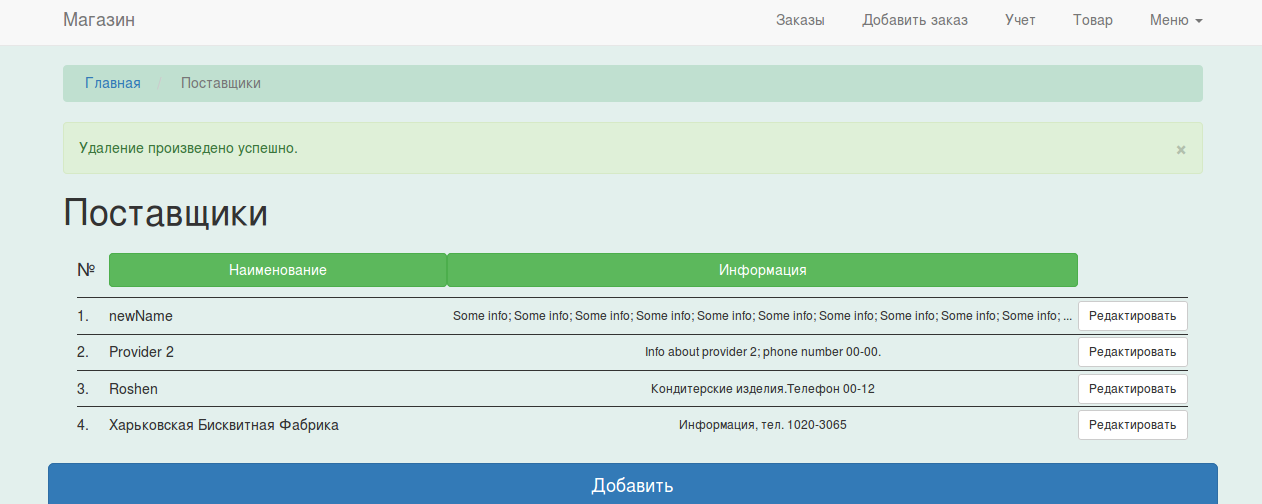 Магазин Заказы Добавить заказ Учет Товар Меню
Главная / Поставщики
Удаление произведено успешно. ×
Поставщики
№ Наименование Информация
1. newName Some info; Some info; Some info; Some info; Some info; Some info; Some info; Some info; Some info; Some info; ... Редактировать
2. Provider 2 Info about provider 2; phone number 00-00. Редактировать
3. Roshen Кондитерские изделия.Телефон 00-12 Редактировать
4. Харьковская Бисквитная Фабрика Информация, тел. 1020-3065 Редактировать
Добавить